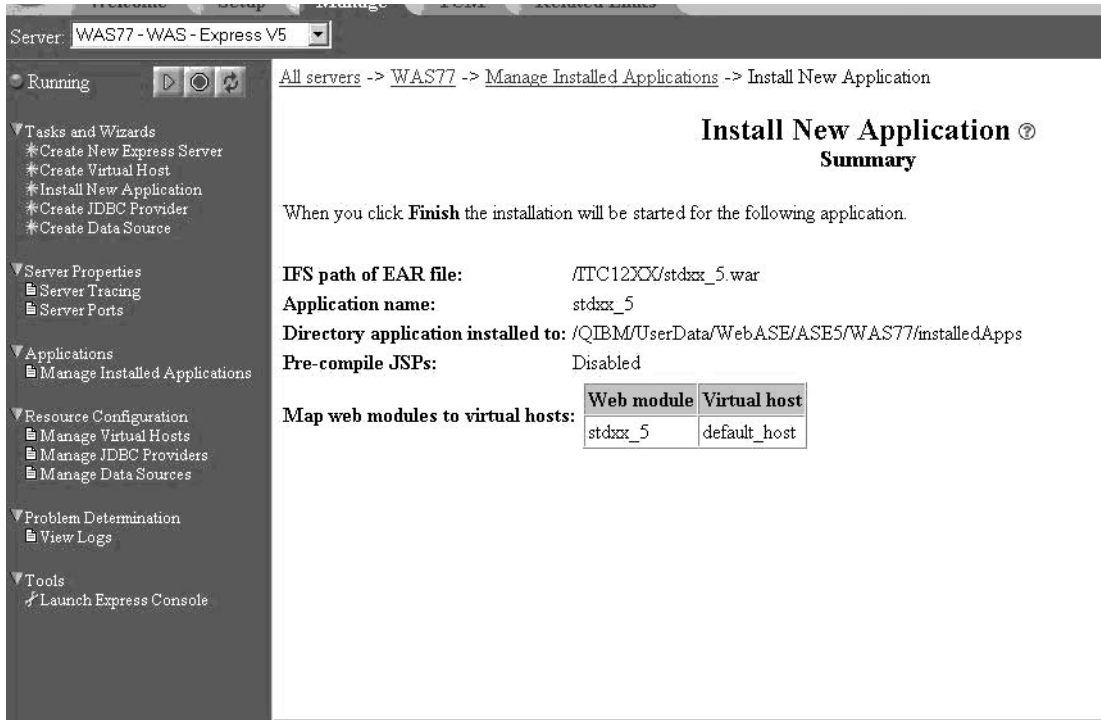 Welcome Setup Manage TCM Related Links
Server: WAS77 - WAS - Express V5
Running
All servers -> WAS77 -> Manage Installed Applications -> Install New Application
Tasks and Wizards
Create New Express Server
Create Virtual Host
Install New Application
Create JDBC Provider
Create Data Source
Server Properties
Server Tracing
Server Ports
Applications
Manage Installed Applications
Resource Configuration
Manage Virtual Hosts
Manage JDBC Providers
Manage Data Sources
Problem Determination
View Logs
Tools
Launch Express Console
Install New Application ?
Summary
When you click Finish the installation will be started for the following application.
IFS path of EAR file: /ITC12XX/stdxx_5.war
Application name: stdxx_5
Directory application installed to: /QIBM/UserData/WebASE/ASE5/WAS77/installedApps
Pre-compile JSPs: Disabled
Map web modules to virtual hosts:
Web module Virtual host
stdxx_5 default_host